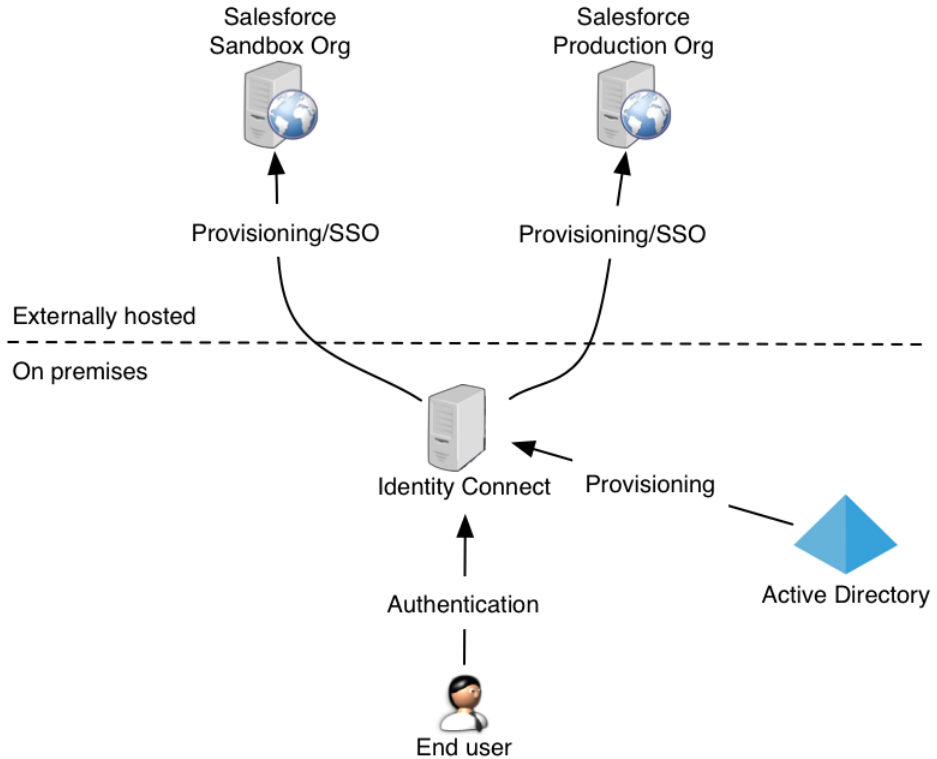 Salesforce
Sandbox Org
Salesforce
Production Org
Provisioning/SSO
Provisioning/SSO
Externally hosted
On premises
Identity Connect
Provisioning
Active Directory
Authentication
End user